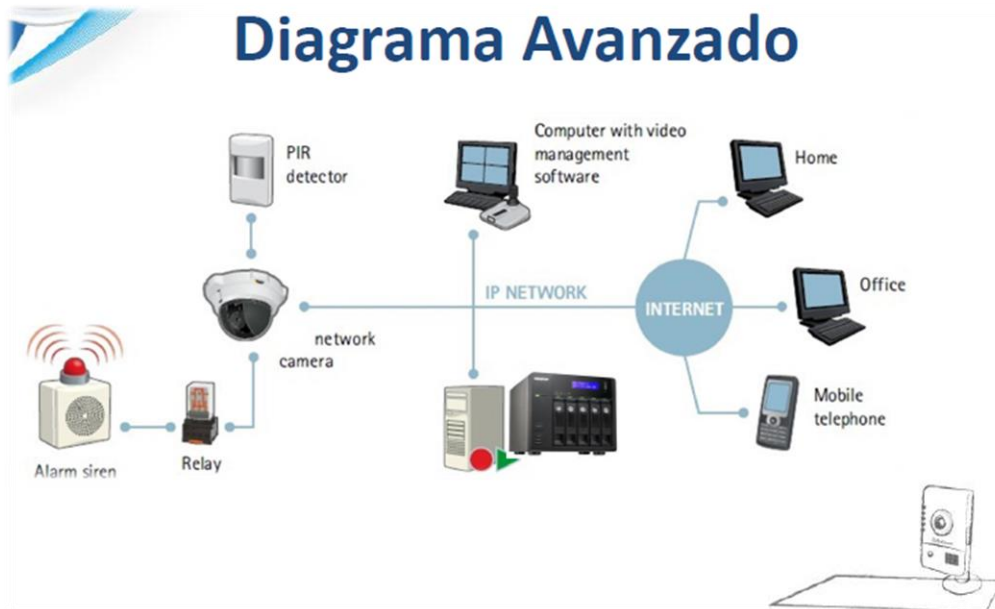 Diagrama Avanzado
PIR
detector
Computer with video
management
software
Home
IP NETWORK
INTERNET
Office
network
camera
Mobile
telephone
Alarm siren
Relay